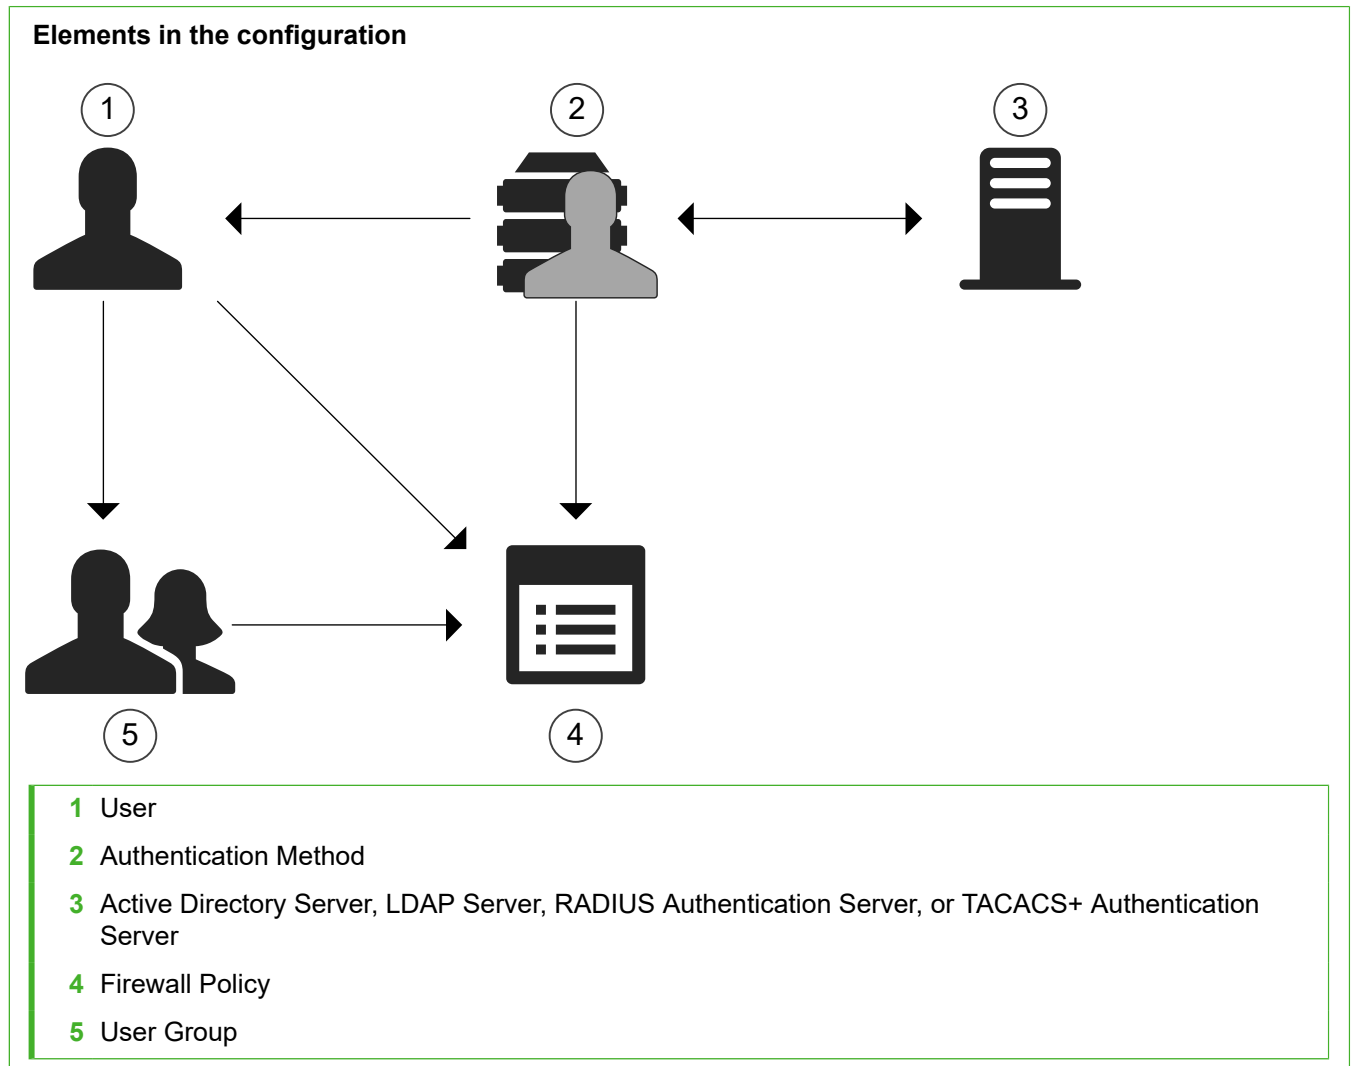 Elements in the configuration
1
2
3
5
4
1 User
2 Authentication Method
3 Active Directory Server, LDAP Server, RADIUS Authentication Server, or TACACS+ Authentication
Server
4 Firewall Policy
5 User Group